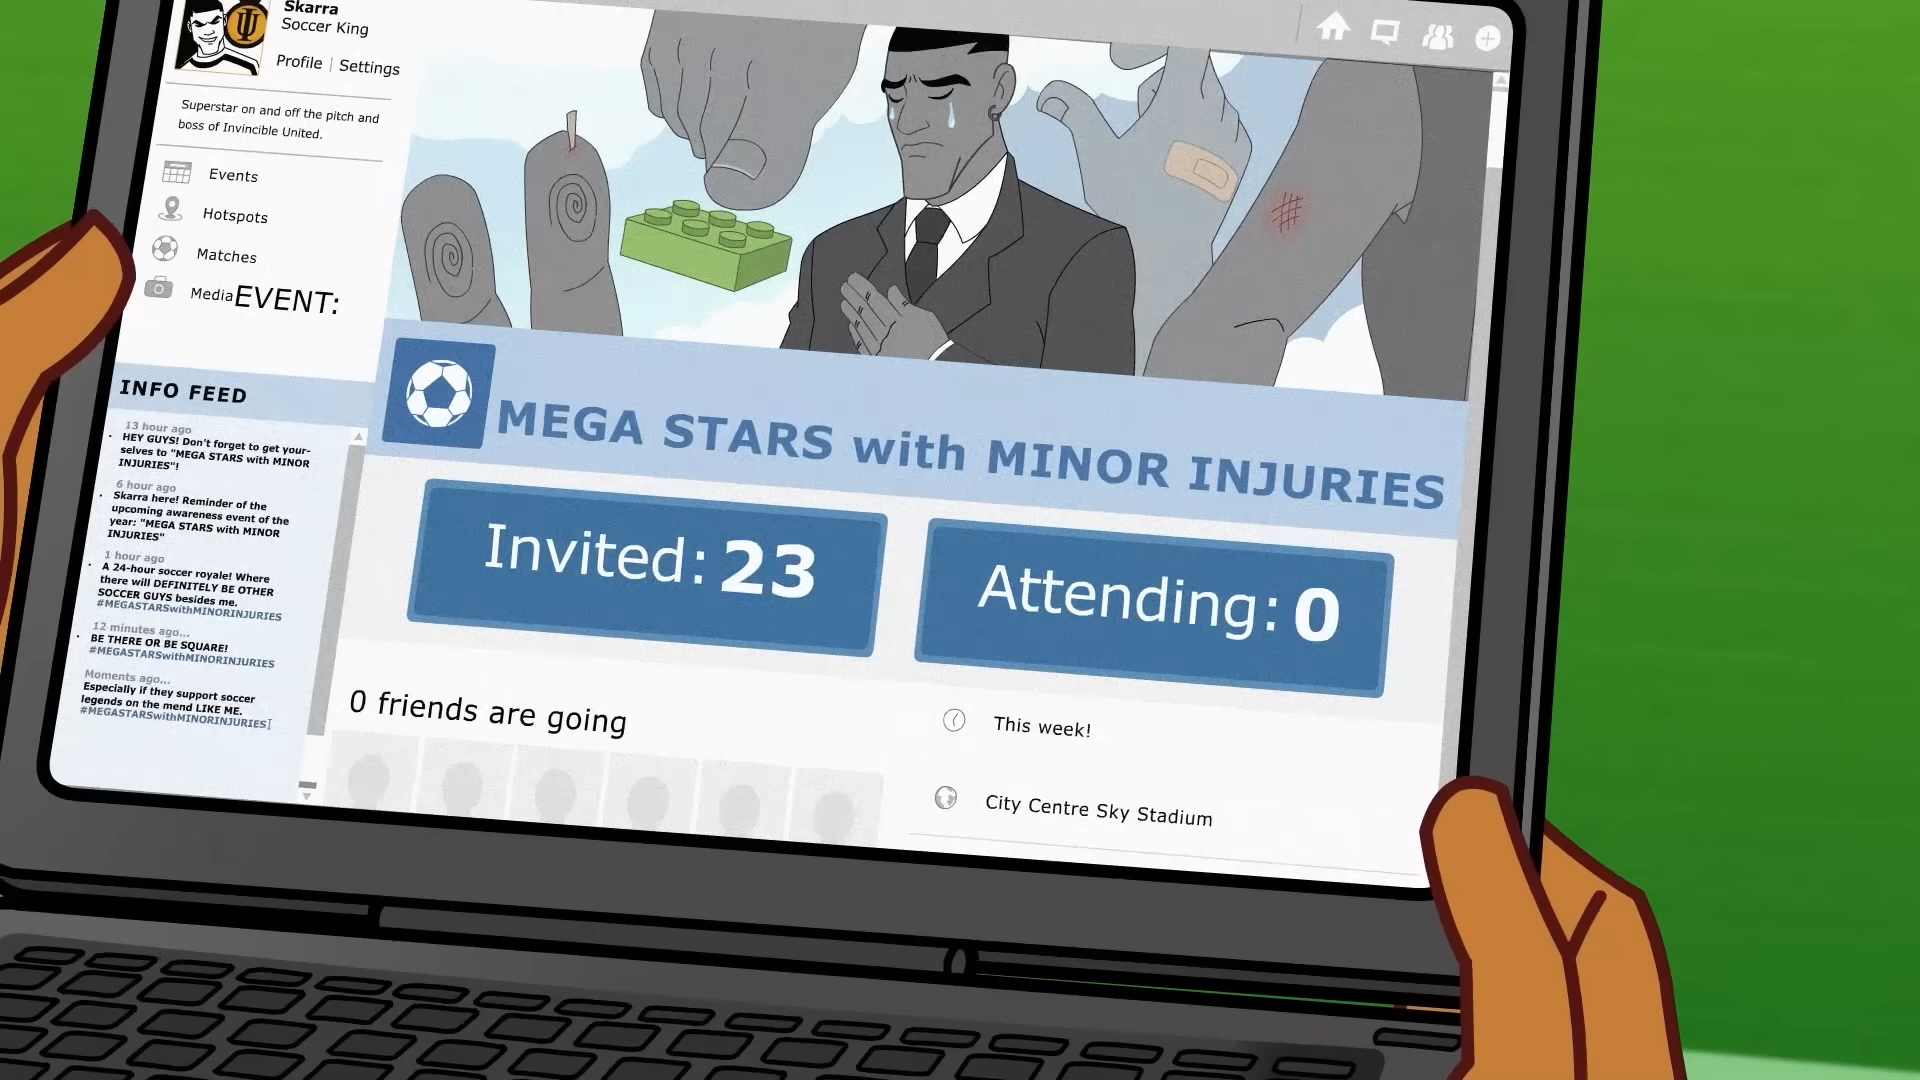 Skarra
Soccer King
Profile | Settings
Superstar on and off the pitch and
boss of Invincible United.
Events
Hotspots
Matches
Media
EVENT:
INFO FEED
13 hour ago
HEY GUYS! Don't forget to get your-
selves to "MEGA STARS with MINOR
INJURIES"!
6 hour ago
Skarra here! Reminder of the
upcoming awareness event of the
year: "MEGA STARS with MINOR
INJURIES"
1 hour ago
A 24-hour soccer royale! Where
there will DEFINITELY BE OTHER
SOCCER GUYS besides me.
#MEGASTARSwithMINORINJURIES
12 minutes ago...
BE THERE OR BE SQUARE!
#MEGASTARSwithMINORINJURIES
Moments ago...
Especially if they support soccer
legends on the mend LIKE ME.
#MEGASTARSwithMINORINJURIES
MEGA STARS with MINOR INJURIES
Invited: 23
Attending: 0
0 friends are going
This week!
City Centre Sky Stadium